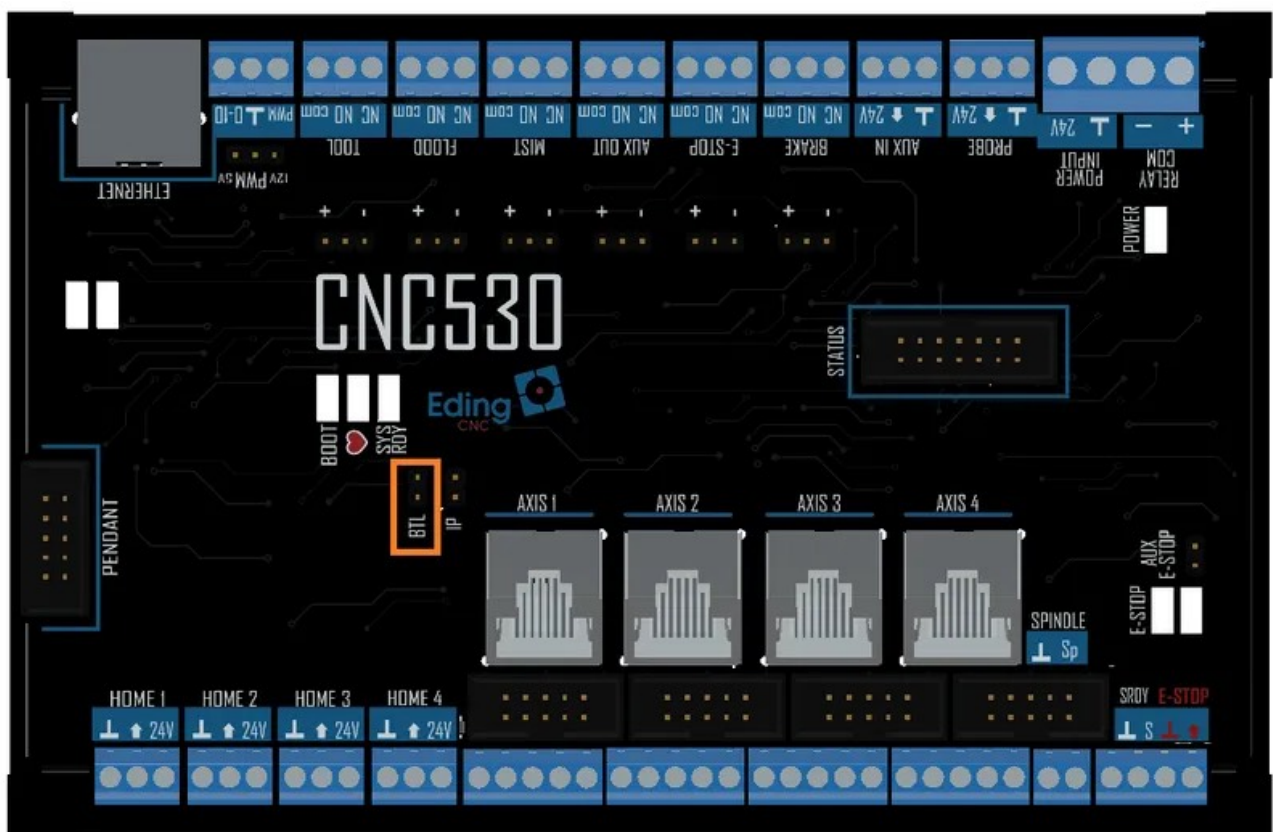 0-10 ⊥ PWM
com NO NC
com NO NC
com NO NC
com NO NC
com NO NC
com NO NC
24V ⊥
24V ⊥
24V ⊥
- +
ETHERNET
5V PWM 12V
TOOL
FLOOD
MIST
AUX OUT
E-STOP
BRAKE
AUX IN
PROBE
POWER INPUT
RELAY COM
+ -
+ -
+ -
+ -
+ -
+ -
POWER
CNC530
STATUS
BOOT
SYS RDY
Eding
CNC
BTL
IP
PENDANT
AXIS 1
AXIS 2
AXIS 3
AXIS 4
AUX E-STOP
E-STOP
SPINDLE
⊥ Sp
HOME 1
HOME 2
HOME 3
HOME 4
⊥ 24V
⊥ 24V
⊥ 24V
⊥ 24V
SRDY E-STOP
⊥ S ⊥